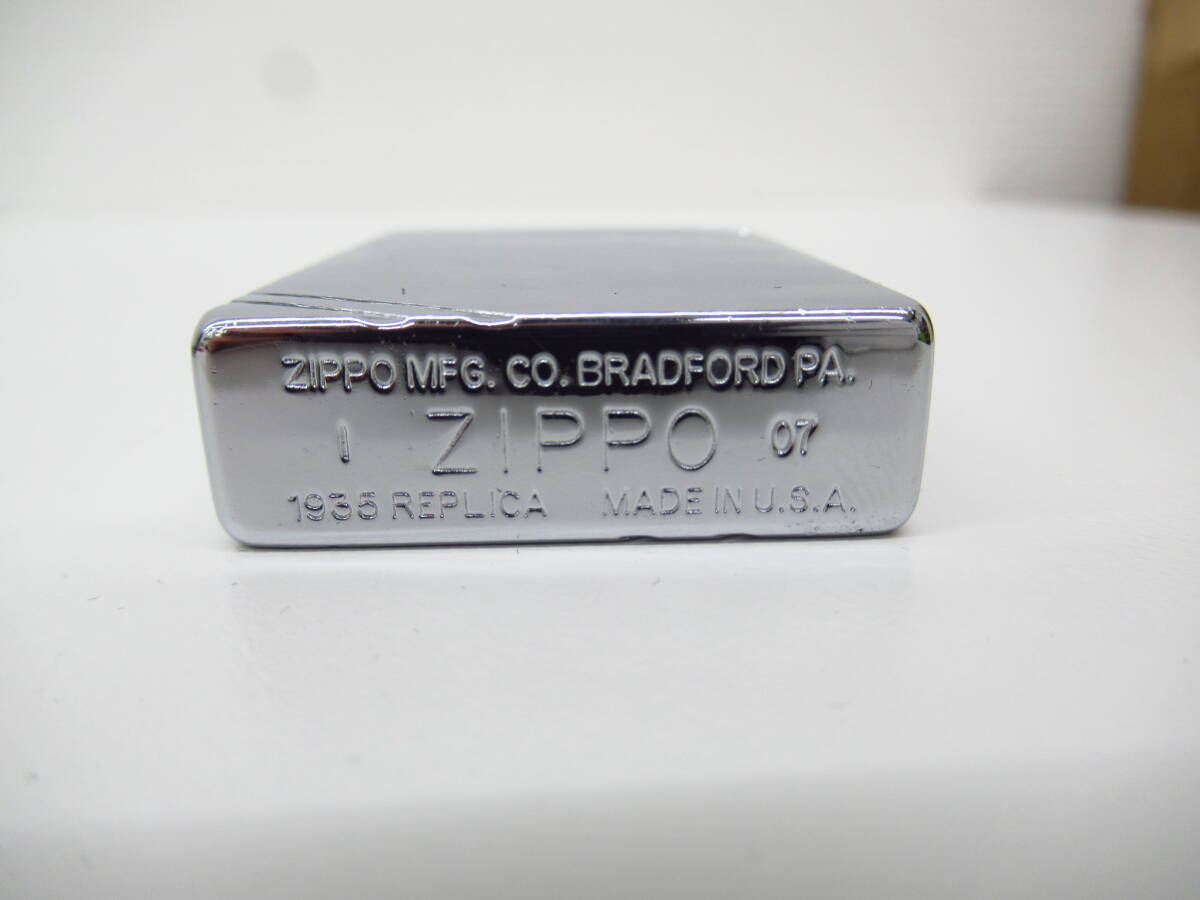 ZIPPO MFG. CO. BRADFORD PA.
I ZIPPO 07
1935 REPLICA MADE IN U.S.A.